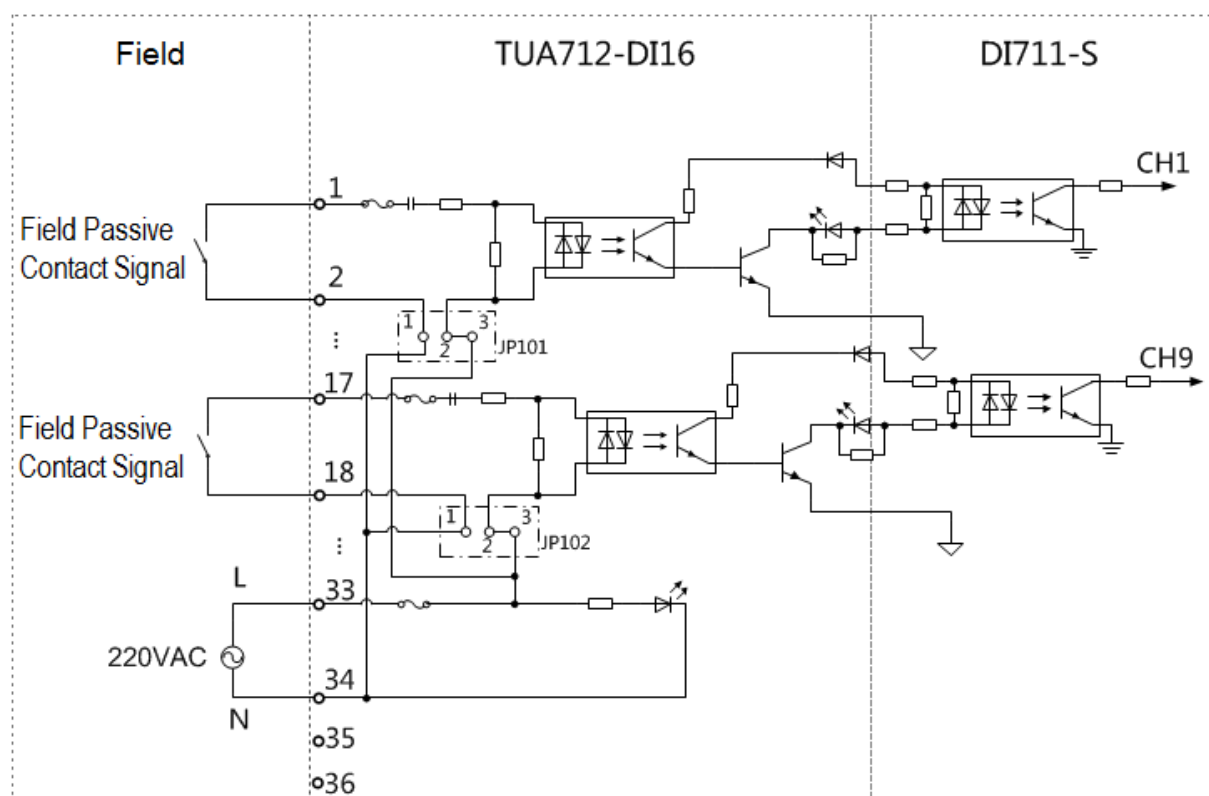 Field
TUA712-DI16
DI711-S
CH1
1
Field Passive
Contact Signal
2
1
2
3
JP101
...
CH9
17
Field Passive
Contact Signal
18
1
2
3
JP102
...
L
33
220VAC
34
N
35
36